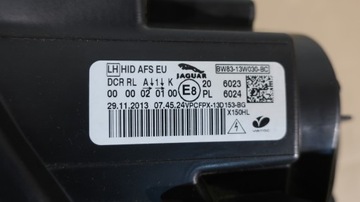 LH HID AFS EU
JAGUAR
BW83-13W030-BC
DCR RL A K
00 00 02 01 00
E8
20 6023
PL 6024
29.11.2013 07.45.24 VPCFPX-13D153-BG
X150HL